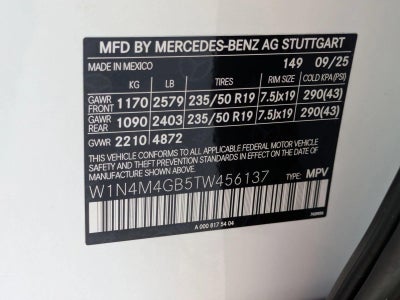 MFD BY MERCEDES-BENZ AG STUTTGART
MADE IN MEXICO 149 09/25
KG LB TIRES RIM SIZE COLD KPA(PSI)
GAWR FRONT 1170 2579 235/50 R19 7.5Jx19 290(43)
GAWR REAR 1090 2403 235/50 R19 7.5Jx19 290(43)
GVWR 2210 4872
THIS VEHICLE CONFORMS TO ALL APPLICABLE U.S. FEDERAL MOTOR VEHICLE
SAFETY AND THEFT PREVENTION STANDARDS IN EFFECT ON THE DATE
OF MANUFACTURE SHOWN ABOVE.
W1N4M4GB5TW456137 TYPE: MPV
A 000 817 54 04